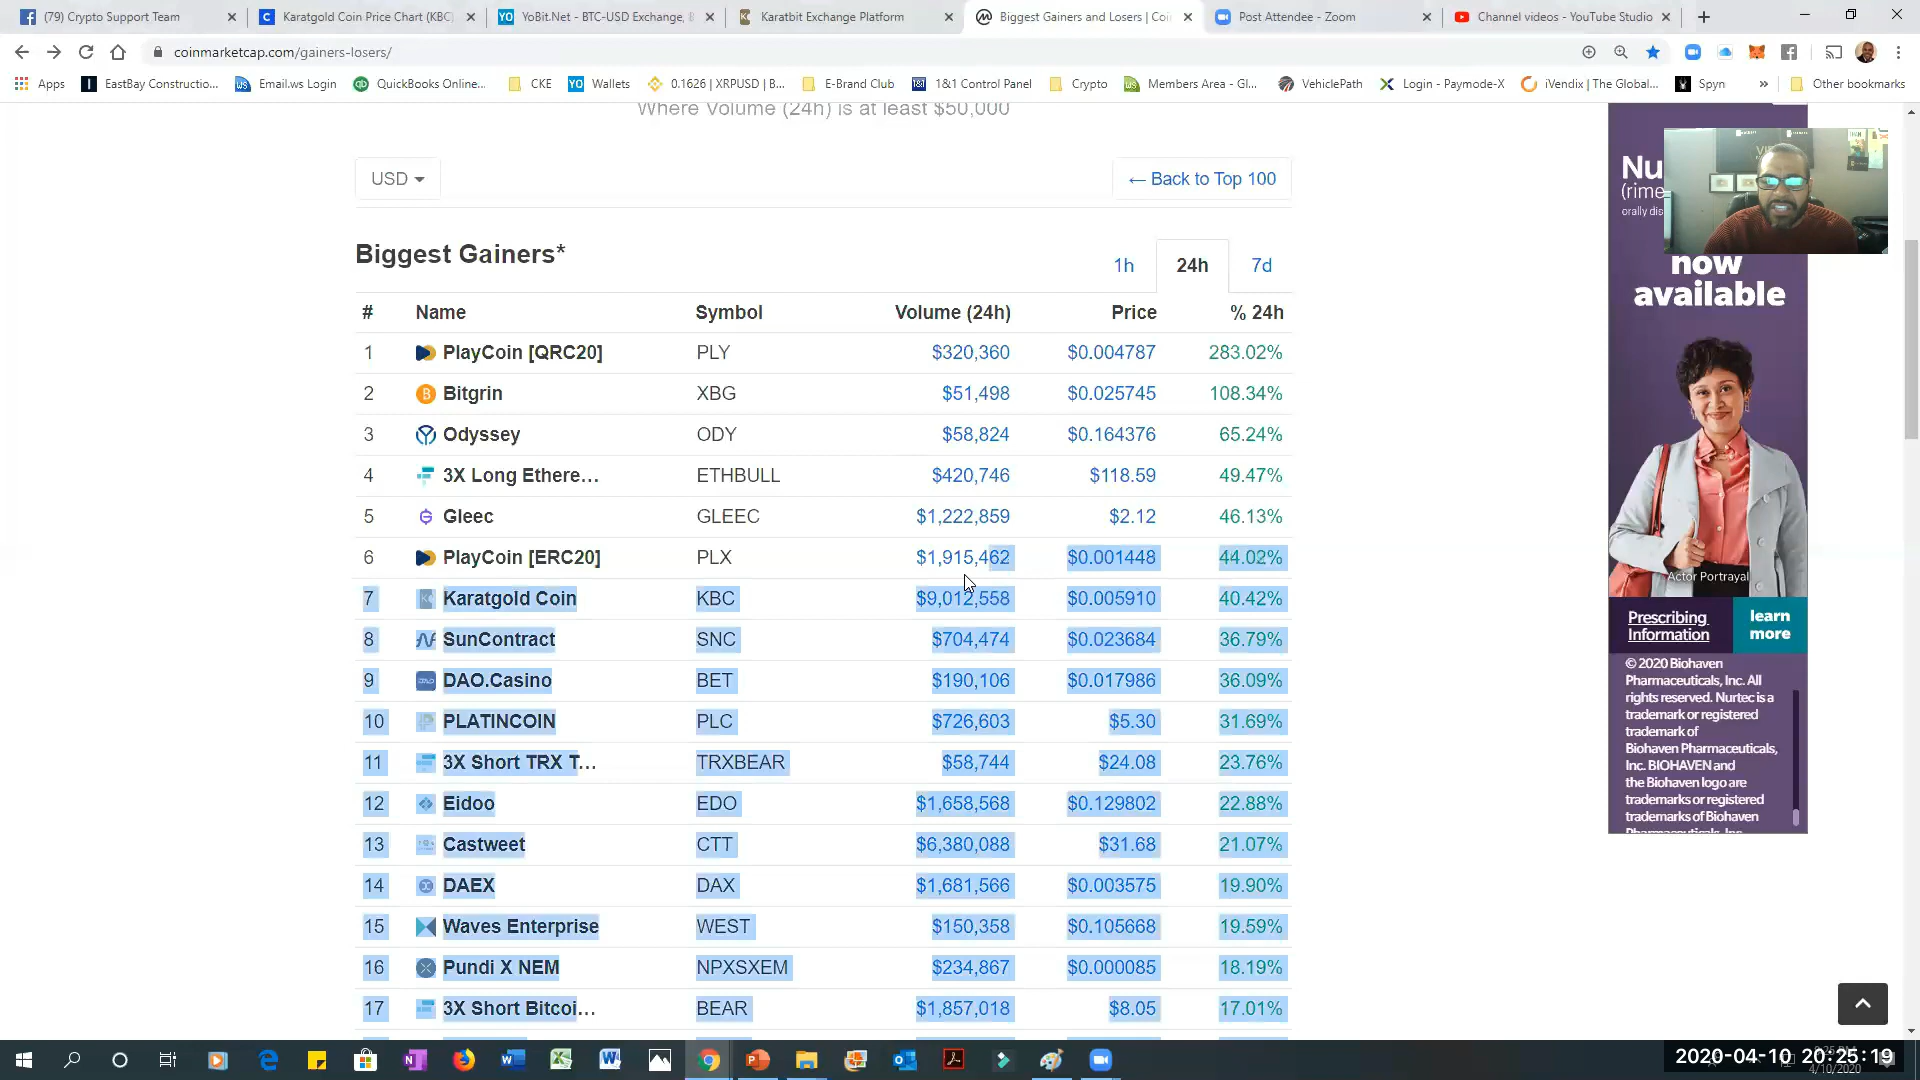 (79) Crypto Support Team
Karatgold Coin Price Chart (KBC)
YoBit.Net - BTC-USD Exchange, 8
Karatbit Exchange Platform
Biggest Gainers and Losers | Coin
Post Attendee - Zoom
Channel videos - YouTube Studio
coinmarketcap.com/gainers-losers/
Apps
EastBay Construction...
Email.ws Login
QuickBooks Online...
CKE
Wallets
0.1626 | XRPUSD | B...
E-Brand Club
1&1 Control Panel
Crypto
Members Area - Gl...
VehiclePath
Login - Paymode-X
iVendix | The Global...
Spyn
»
Other bookmarks
Where Volume (24h) is at least $50,000
USD
← Back to Top 100
Biggest Gainers*
1h 24h 7d
# Name Symbol Volume (24h) Price % 24h
1 PlayCoin [QRC20] PLY $320,360 $0.004787 283.02%
2 Bitgrin XBG $51,498 $0.025745 108.34%
3 Odyssey ODY $58,824 $0.164376 65.24%
4 3X Long Ethere... ETHBULL $420,746 $118.59 49.47%
5 Gleec GLEEC $1,222,859 $2.12 46.13%
6 PlayCoin [ERC20] PLX $1,915,462 $0.001448 44.02%
7 Karatgold Coin KBC $9,012,558 $0.005910 40.42%
8 SunContract SNC $704,474 $0.023684 36.79%
9 DAO.Casino BET $190,106 $0.017986 36.09%
10 PLATINCOIN PLC $726,603 $5.30 31.69%
11 3X Short TRX T... TRXBEAR $58,744 $24.08 23.76%
12 Eidoo EDO $1,658,568 $0.129802 22.88%
13 Castweet CTT $6,380,088 $31.68 21.07%
14 DAEX DAX $1,681,566 $0.003575 19.90%
15 Waves Enterprise WEST $150,358 $0.105668 19.59%
16 Pundi X NEM NPXSXEM $234,867 $0.000085 18.19%
17 3X Short Bitcoi... BEAR $1,857,018 $8.05 17.01%
Nu
(rime
orally dis
now
available
Actor Portrayal
Prescribing
Information
learn
more
© 2020 Biohaven
Pharmaceuticals, Inc. All
rights reserved. Nurtec is a
trademark or registered
trademark of
Biohaven Pharmaceuticals,
Inc. BIOHAVEN and
the Biohaven logo are
trademarks or registered
trademarks of Biohaven
Pharmaceuticals, Inc.
2020-04-10 20:25:19
4/10/2020